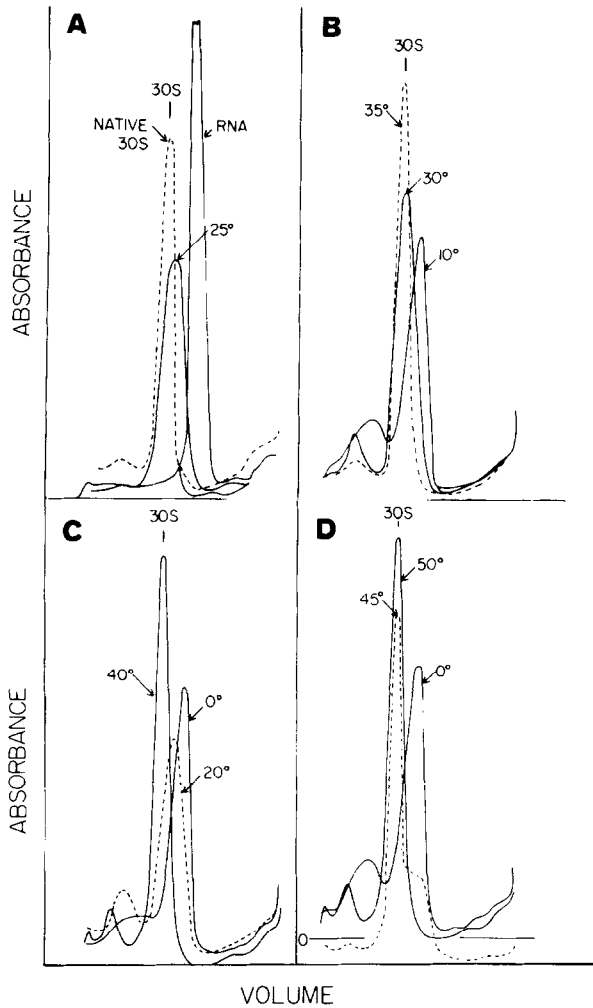 A
30S
NATIVE
30S
RNA
25°
B
30S
35°
30°
10°
ABSORBANCE
C
30S
40°
0°
20°
D
30S
50°
45°
0°
0
ABSORBANCE
VOLUME